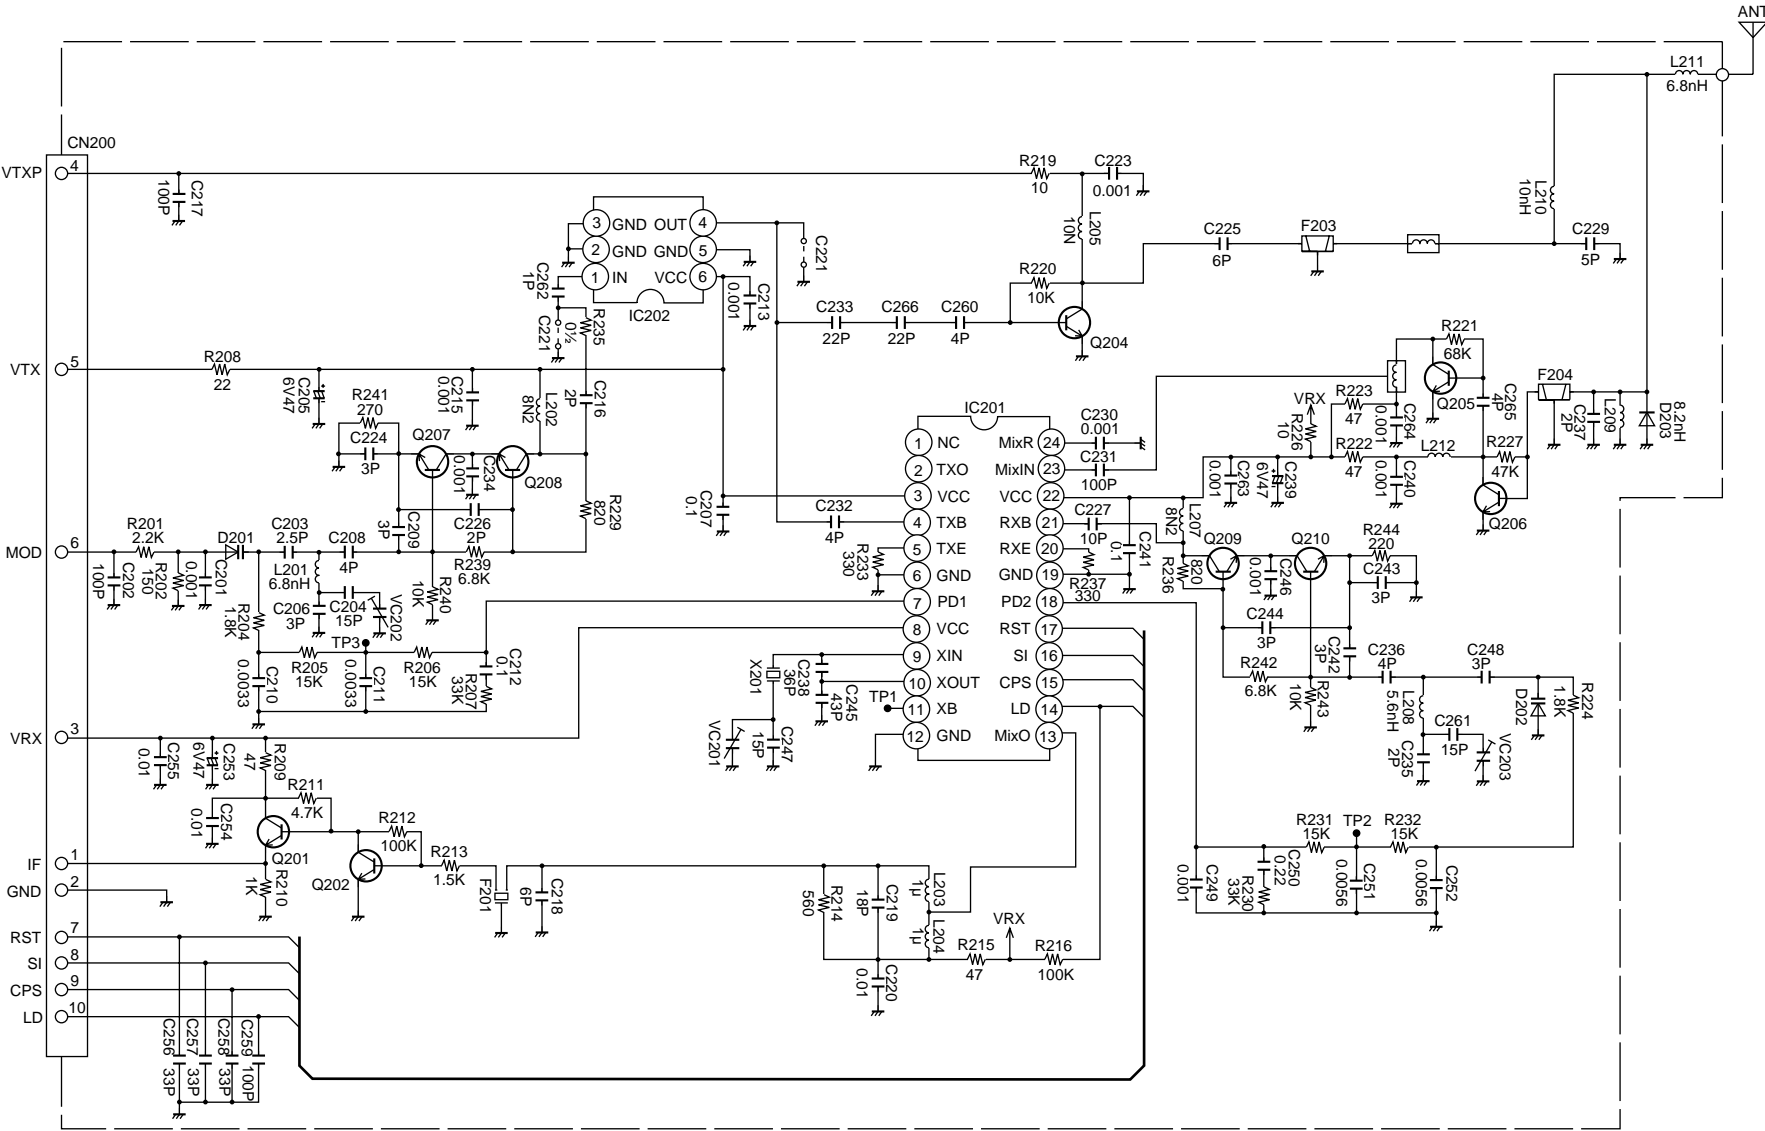 ANT
L211
6.8nH
CN200
VTXP
4
C217
100P
R219
10
C223
0.001
L205
10N
L210
10nH
C225
6P
F203
C229
5P
3
GND
OUT
4
2
GND
GND
5
1
IN
VCC
6
IC202
C262
1P
C221
0½
R235
C213
0.001
C221
C233
22P
C266
22P
C260
4P
R220
10K
Q204
VTX
5
R208
22
C205
6V47
R241
270
C224
3P
C215
0.001
L202
8N2
C216
2P
Q207
C234
0.001
Q208
C226
2P
C209
3P
R229
820
C207
0.1
C232
4P
R221
68K
Q205
C265
4P
F204
C237
2P
L209
D203
8.2nH
VRX
R226
10
R223
47
C264
0.001
R222
47
L212
R227
47K
C263
0.001
C239
6V47
C240
0.001
Q206
IC201
1
NC
MixR
24
2
TXO
MixIN
23
3
VCC
VCC
22
4
TXB
RXB
21
5
TXE
RXE
20
6
GND
GND
19
7
PD1
PD2
18
8
VCC
RST
17
9
XIN
SI
16
10
XOUT
CPS
15
11
XB
LD
14
12
GND
MixO
13
C230
0.001
C231
100P
C227
10P
C241
0.1
L207
8N2
R237
330
R233
330
R236
820
Q209
Q210
C246
0.001
R244
220
C243
3P
C244
3P
C242
3P
R242
6.8K
R243
10K
C236
4P
C248
3P
L208
5.6nH
C261
15P
C235
2P
VC203
D202
R224
1.8K
MOD
6
R201
2.2K
C202
100P
R202
150
C201
0.001
D201
C203
2.5P
L201
6.8nH
C208
4P
R239
6.8K
R240
10K
R204
1.8K
C206
3P
C204
15P
VC202
TP3
R205
15K
R206
15K
C210
0.0033
C211
0.0033
C212
0.1
R207
33K
X201
C238
36P
C245
43P
TP1
VC201
C247
15P
VRX
3
C255
0.01
C253
6V47
R209
47
R211
4.7K
C254
0.01
Q201
R212
100K
IF
1
R210
1K
Q202
R213
1.5K
F201
C218
6P
GND
2
R214
560
C219
18P
L203
1µ
L204
1µ
VRX
R215
47
R216
100K
C220
0.01
R231
15K
TP2
R232
15K
C249
0.001
C250
0.22
R230
33K
C251
0.0056
C252
0.0056
RST
7
SI
8
CPS
9
LD
10
C256
33P
C257
33P
C258
33P
C259
100P